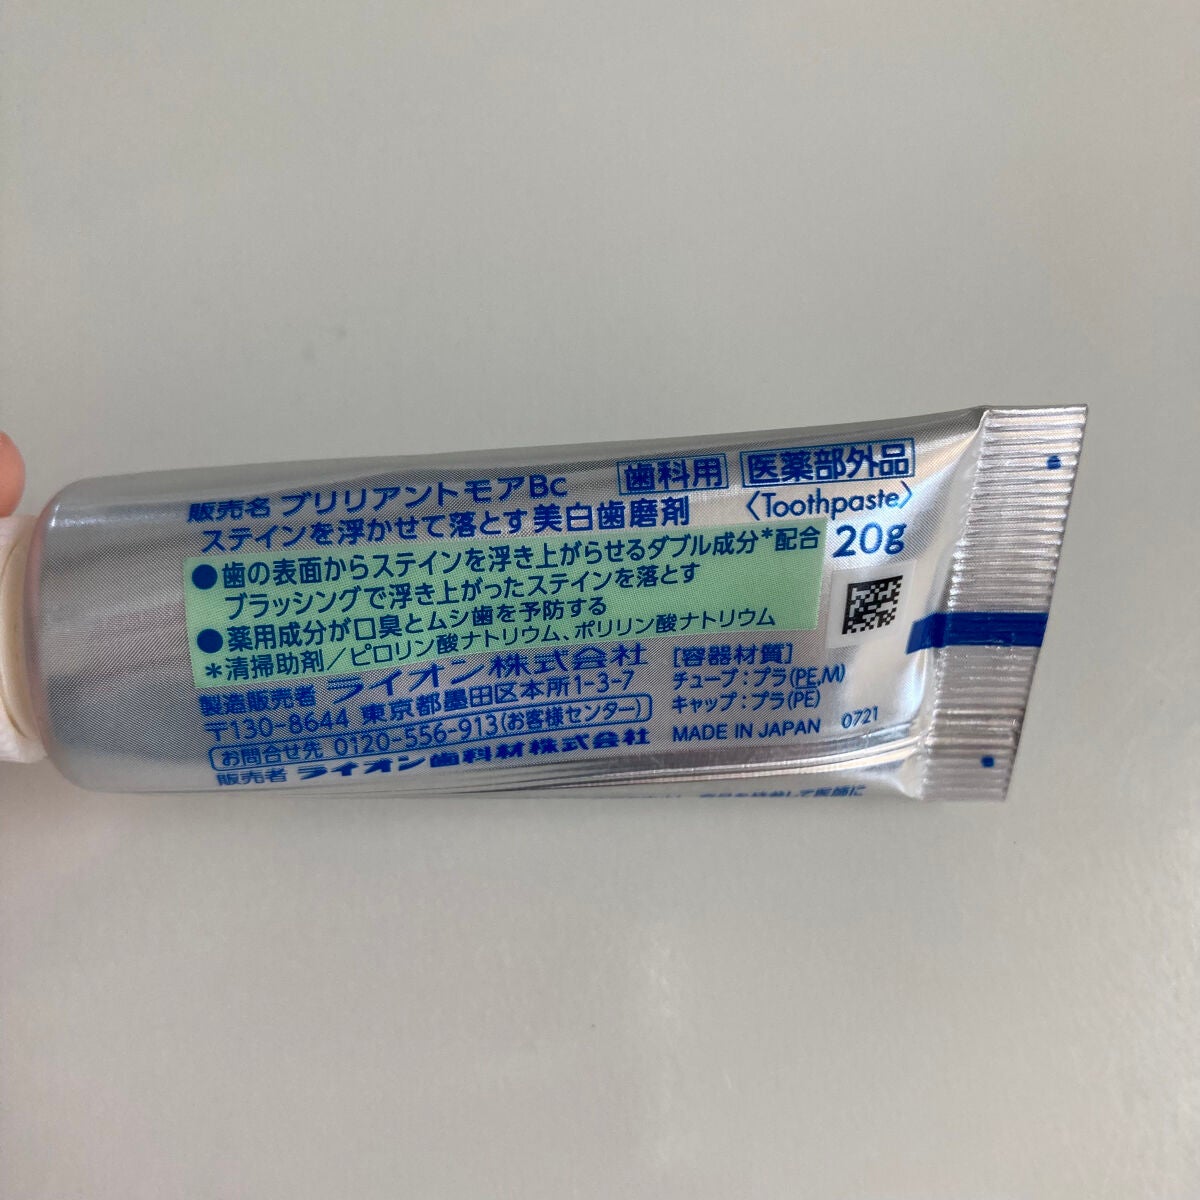 販売名 ブリリアントモアBc 歯科用 医薬部外品
ステインを浮かせて落とす美白歯磨剤 〈Toothpaste〉
●歯の表面からステインを浮き上がらせるダブル成分*配合 20g
ブラッシングで浮き上がったステインを落とす
●薬用成分が口臭とムシ歯を予防する
*清掃助剤/ピロリン酸ナトリウム、ポリリン酸ナトリウム
製造販売者 ライオン株式会社
〒130-8644 東京都墨田区本所1-3-7
お問合せ先 0120-556-913(お客様センター)
販売者 ライオン歯科材株式会社
[容器材質]
チューブ:プラ(PE,M)
キャップ:プラ(PE)
MADE IN JAPAN 0721
して医師に